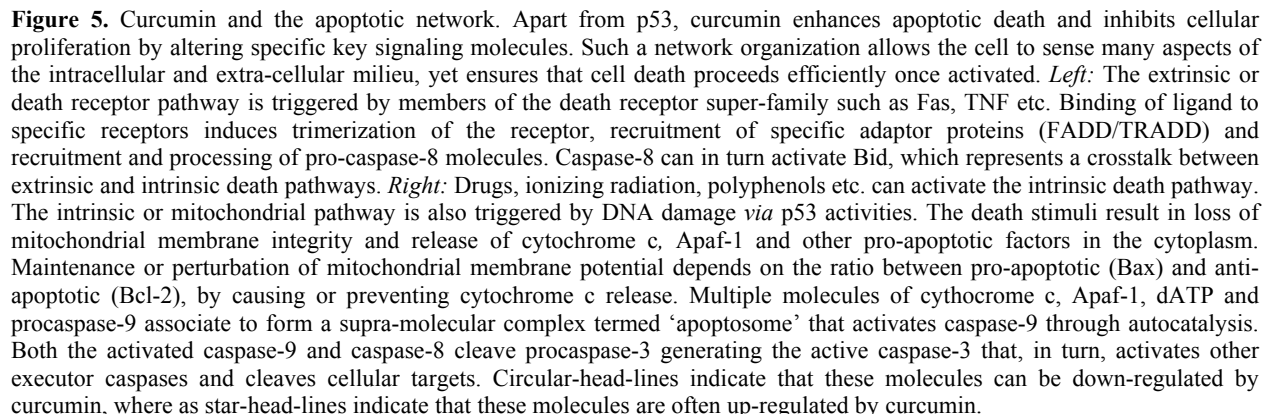 Figure 5. Curcumin and the apoptotic network. Apart from p53, curcumin enhances apoptotic death and inhibits cellular
proliferation by altering specific key signaling molecules. Such a network organization allows the cell to sense many aspects of
the intracellular and extra-cellular milieu, yet ensures that cell death proceeds efficiently once activated. Left: The extrinsic or
death receptor pathway is triggered by members of the death receptor super-family such as Fas, TNF etc. Binding of ligand to
specific receptors induces trimerization of the receptor, recruitment of specific adaptor proteins (FADD/TRADD) and
recruitment and processing of pro-caspase-8 molecules. Caspase-8 can in turn activate Bid, which represents a crosstalk between
extrinsic and intrinsic death pathways. Right: Drugs, ionizing radiation, polyphenols etc. can activate the intrinsic death pathway.
The intrinsic or mitochondrial pathway is also triggered by DNA damage via p53 activities. The death stimuli result in loss of
mitochondrial membrane integrity and release of cytochrome c, Apaf-1 and other pro-apoptotic factors in the cytoplasm.
Maintenance or perturbation of mitochondrial membrane potential depends on the ratio between pro-apoptotic (Bax) and anti-
apoptotic (Bcl-2), by causing or preventing cytochrome c release. Multiple molecules of cythocrome c, Apaf-1, dATP and
procaspase-9 associate to form a supra-molecular complex termed ‘apoptosome’ that activates caspase-9 through autocatalysis.
Both the activated caspase-9 and caspase-8 cleave procaspase-3 generating the active caspase-3 that, in turn, activates other
executor caspases and cleaves cellular targets. Circular-head-lines indicate that these molecules can be down-regulated by
curcumin, where as star-head-lines indicate that these molecules are often up-regulated by curcumin.